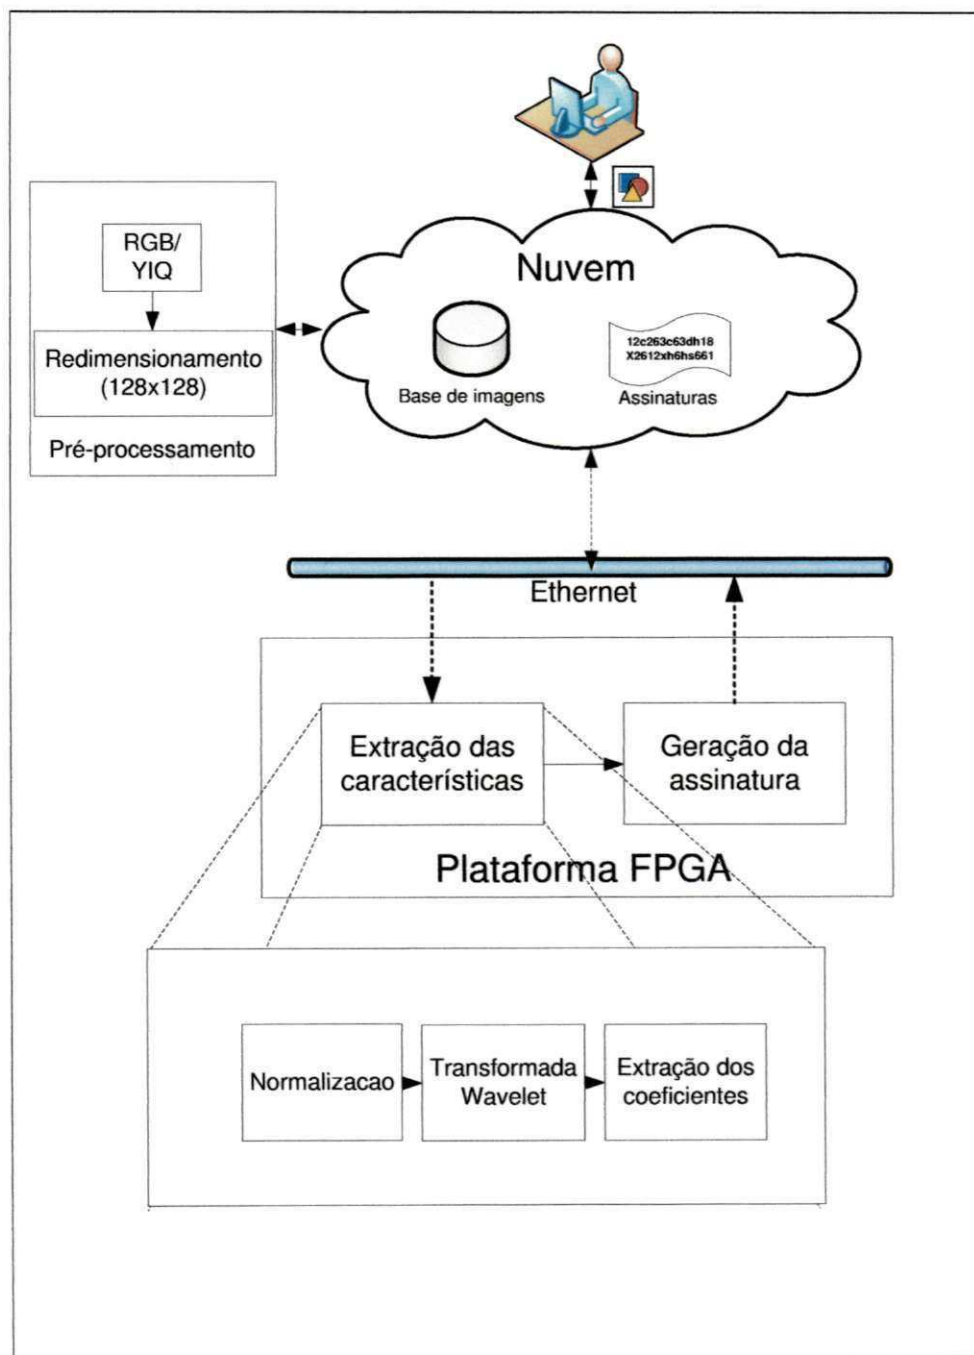 Nuvem
RGB/
YIQ
Redimensionamento
(128x128)
Pré-processamento
12c263c63dh18
X2612xh6hs661
Base de imagens
Assinaturas
Ethernet
Extração das
característísticas
Geração da
assinatura
Plataforma FPGA
Normalizacao
Transformada
Wavelet
Extração dos
coeficientes